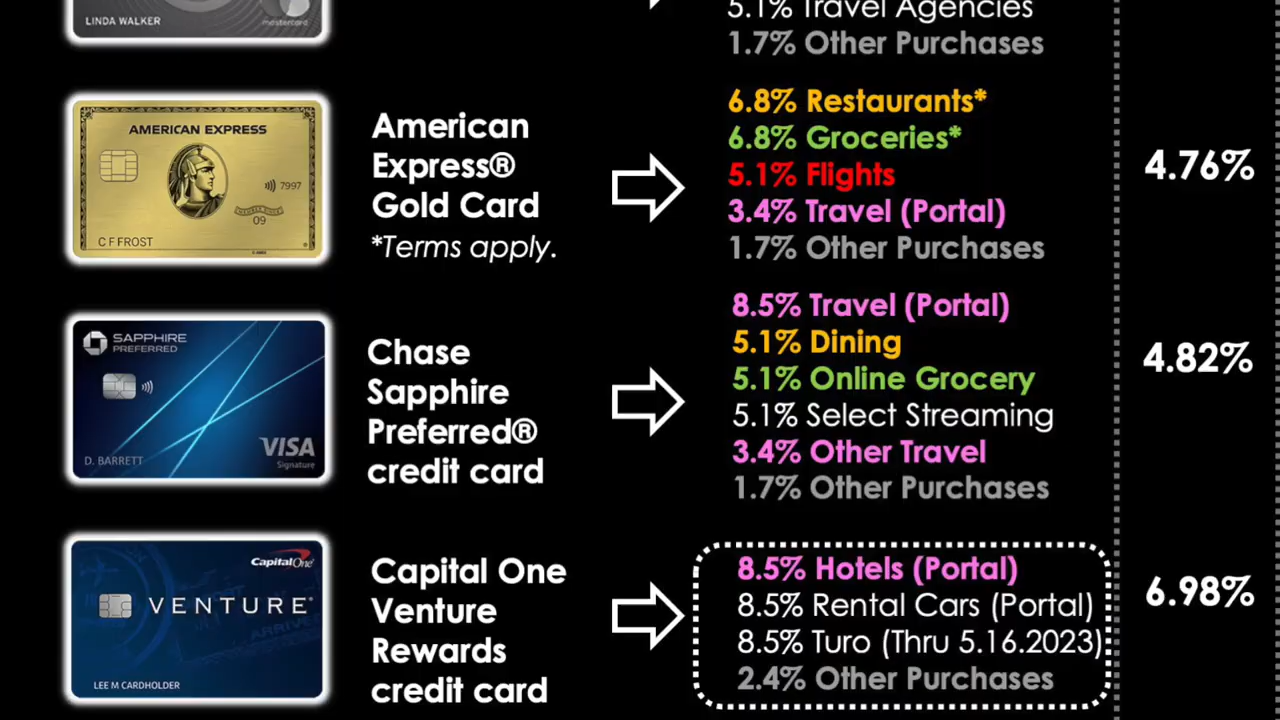 LINDA WALKER
mastercard
5.1% Travel Agencies
1.7% Other Purchases
AMERICAN EXPRESS
7997
09
C F FROST
American
Express®
Gold Card
*Terms apply.
6.8% Restaurants*
6.8% Groceries*
5.1% Flights
3.4% Travel (Portal)
1.7% Other Purchases
4.76%
SAPPHIRE
PREFERRED
VISA
Signature
D. BARRETT
Chase
Sapphire
Preferred®
credit card
8.5% Travel (Portal)
5.1% Dining
5.1% Online Grocery
5.1% Select Streaming
3.4% Other Travel
1.7% Other Purchases
4.82%
Capital One
VENTURE
LEE M CARDHOLDER
Capital One
Venture
Rewards
credit card
8.5% Hotels (Portal)
8.5% Rental Cars (Portal)
8.5% Turo (Thru 5.16.2023)
2.4% Other Purchases
6.98%